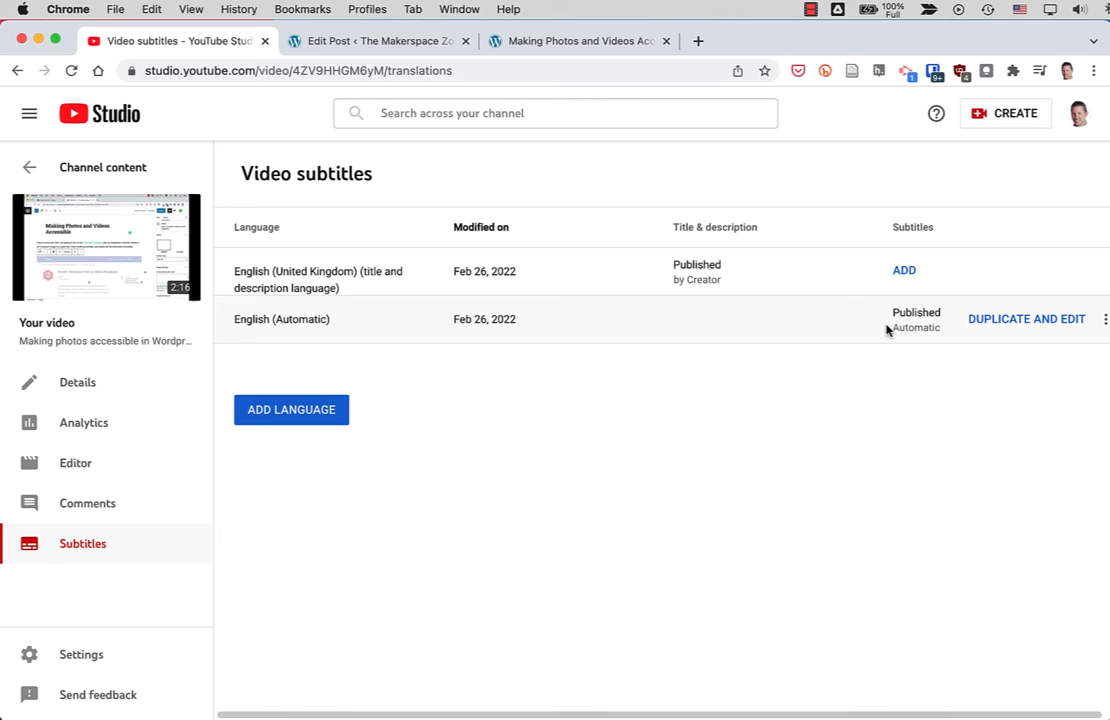 Chrome File Edit View History Bookmarks Profiles Tab Window Help 100% Full
Video subtitles - YouTube Stud Edit Post ‹ The Makerspace Zo Making Photos and Videos Acc
studio.youtube.com/video/4ZV9HHGM6yM/translations 1 9+ 4
Studio Search across your channel CREATE
Channel content
Video subtitles
Making Photos and Videos
Accessible
2:16
Language Modified on Title & description Subtitles
English (United Kingdom) (title and
description language)
Feb 26, 2022
Published
by Creator
ADD
English (Automatic) Feb 26, 2022
Published
Automatic
DUPLICATE AND EDIT
Your video
Making photos accessible in Wordpr...
ADD LANGUAGE
Details
Analytics
Editor
Comments
Subtitles
Settings
Send feedback